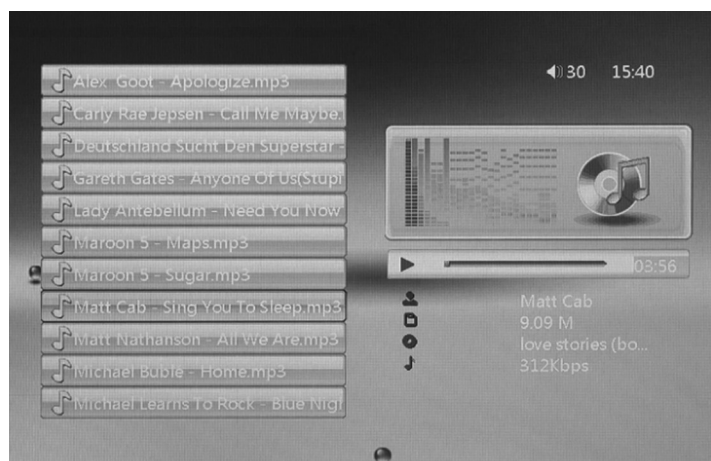 Alex Goot - Apologize.mp3
Carly Rae Jepsen - Call Me Maybe.
Deutschland Sucht Den Superstar -
Gareth Gates - Anyone Of Us(Stupi
Lady Antebellum - Need You Now
Maroon 5 - Maps.mp3
Maroon 5 - Sugar.mp3
Matt Cab - Sing You To Sleep.mp3
Matt Nathanson - All We Are.mp3
Michael Buble - Home.mp3
Michael Learns To Rock - Blue Nigh
30 15:40
03:56
Matt Cab
9.09 M
love stories (bo...
312Kbps